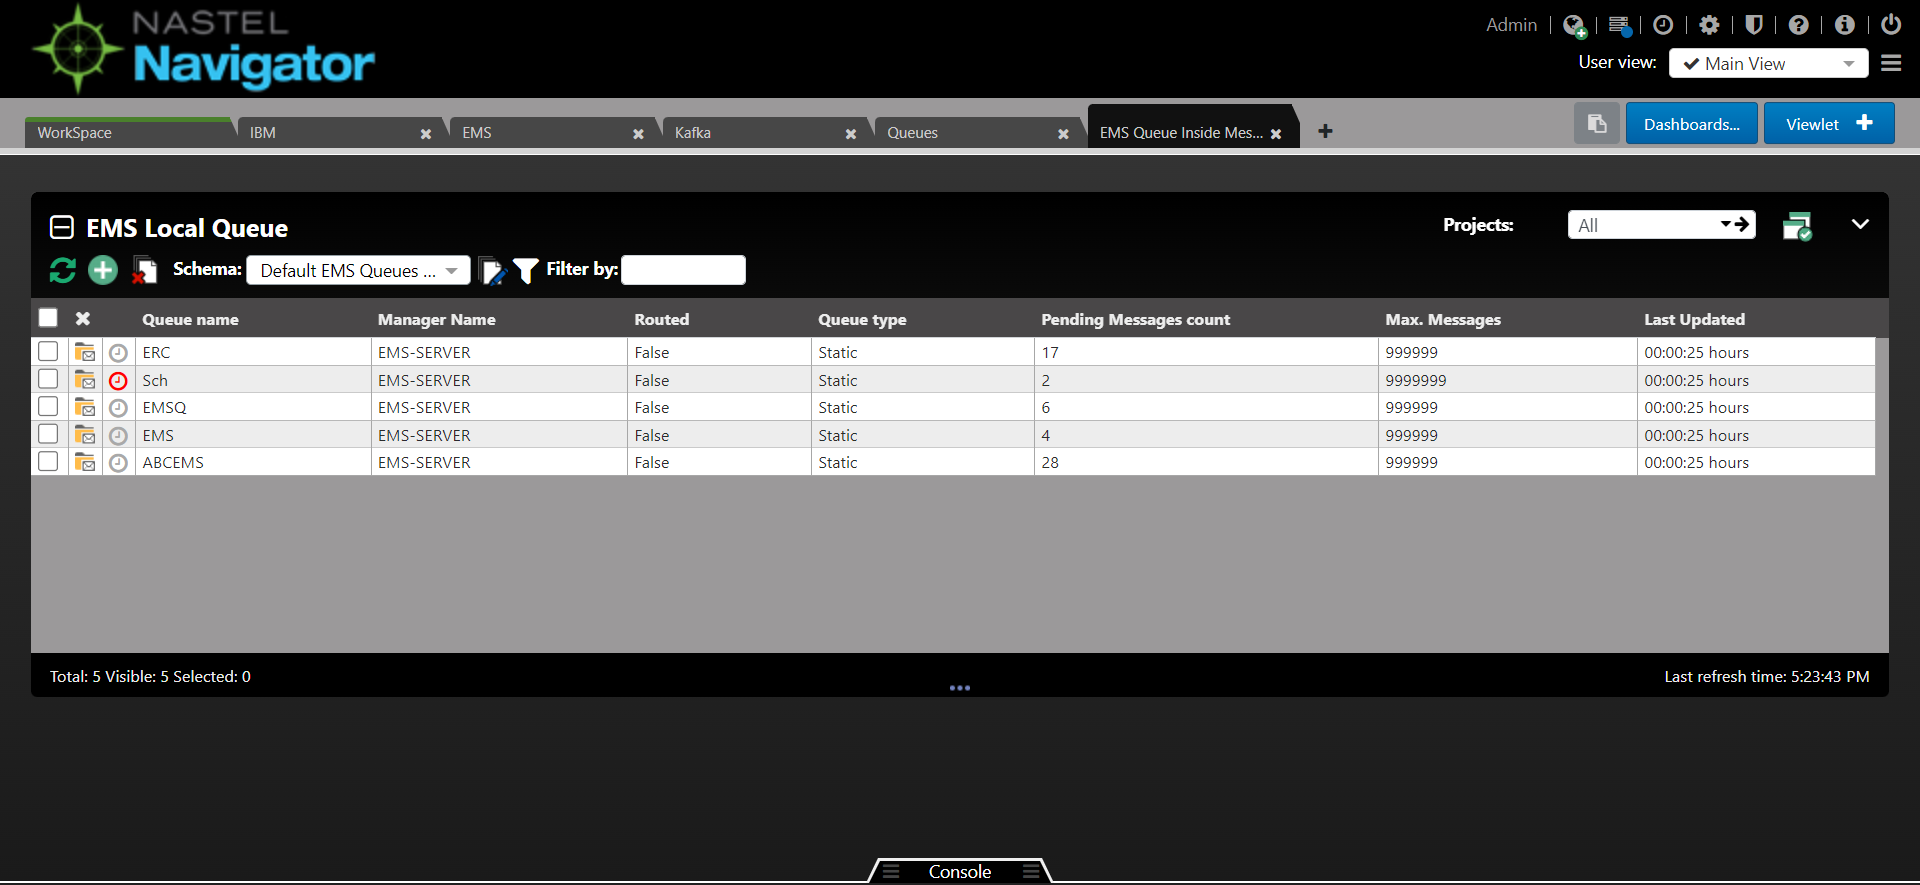 NASTEL
Navigator
Admin
User view: Main View
WorkSpace IBM EMS Kafka Queues EMS Queue Inside Mes... Dashboards... Viewlet
EMS Local Queue
Projects: All
Schema: Default EMS Queues ... Filter by:
Queue name Manager Name Routed Queue type Pending Messages count Max. Messages Last Updated
ERC EMS-SERVER False Static 17 999999 00:00:25 hours
Sch EMS-SERVER False Static 2 9999999 00:00:25 hours
EMSQ EMS-SERVER False Static 6 999999 00:00:25 hours
EMS EMS-SERVER False Static 4 999999 00:00:25 hours
ABCEMS EMS-SERVER False Static 28 999999 00:00:25 hours
Total: 5 Visible: 5 Selected: 0
Last refresh time: 5:23:43 PM
Console